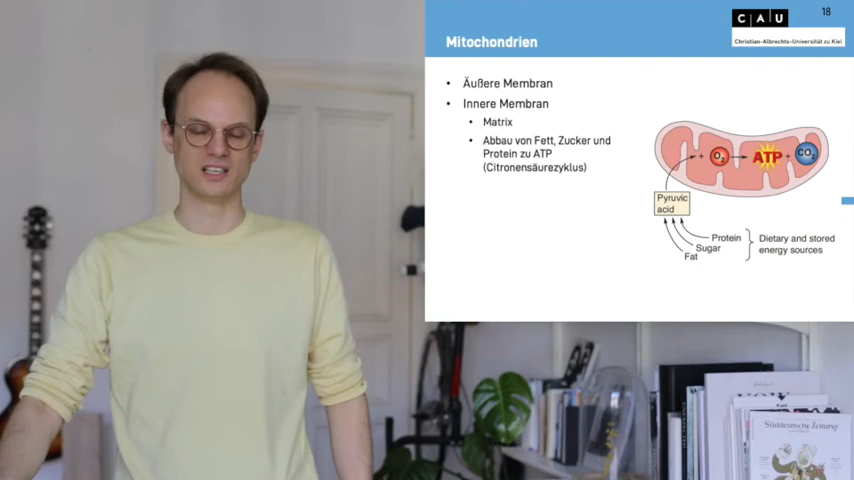 18
C A U
Christian-Albrechts-Universität zu Kiel
Mitochondrien
• Äußere Membran
• Innere Membran
• Matrix
• Abbau von Fett, Zucker und
Protein zu ATP
(Citronensäurezyklus)
+ O₂ → ATP + CO₂
Pyruvic
acid
Protein
Sugar
Fat
Dietary and stored
energy sources
Süddeutsche Zeitung